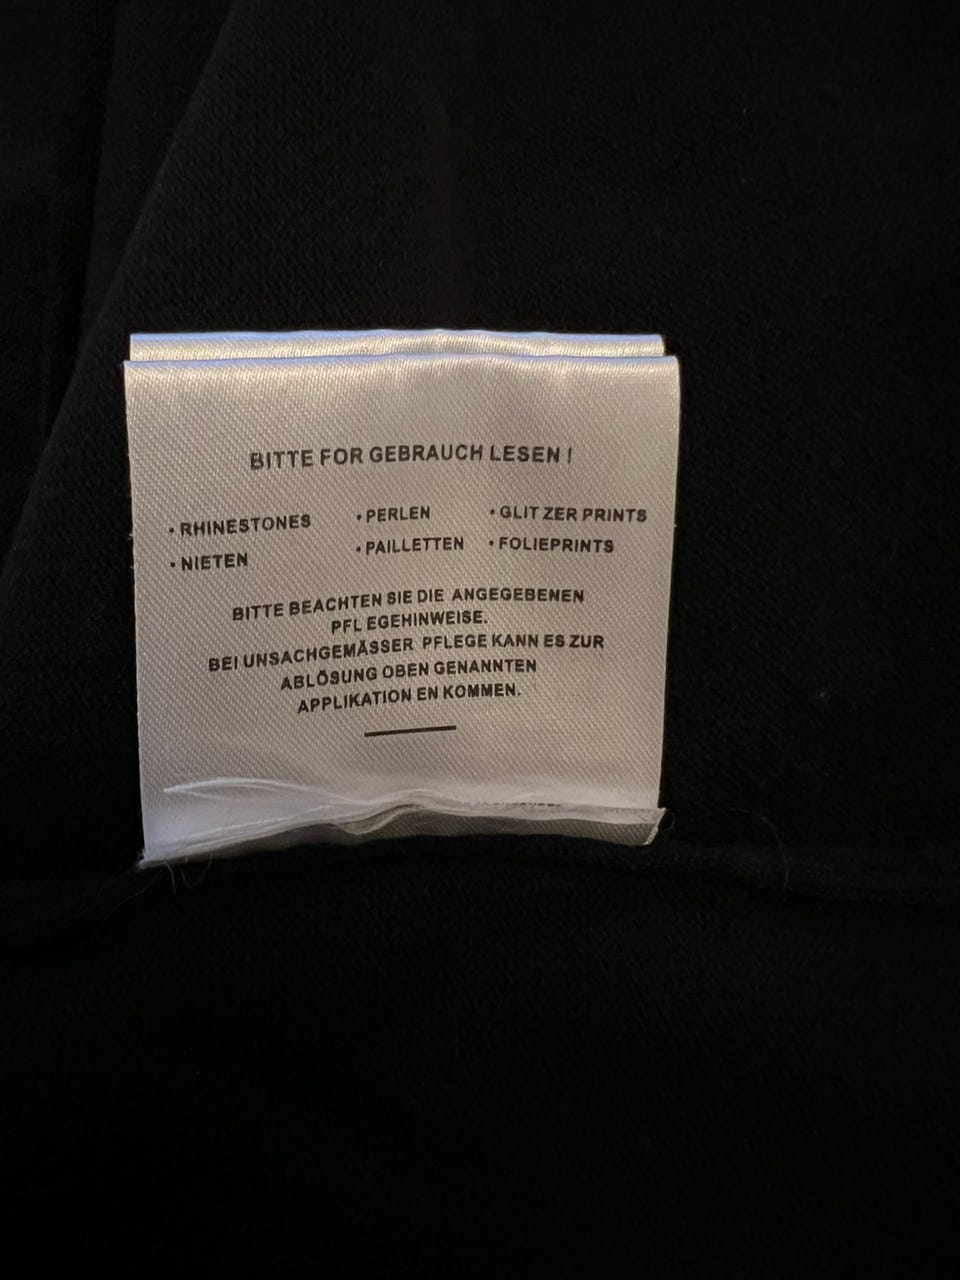 BITTE FOR GEBRAUCH LESEN !
• RHINESTONES • PERLEN • GLIT ZER PRINTS
• NIETEN • PAILLETTEN • FOLIEPRINTS
BITTE BEACHTEN SIE DIE ANGEGEBENEN
PFL EGEHINWEISE.
BEI UNSACHGEMÄSSER PFLEGE KANN ES ZUR
ABLÖSUNG OBEN GENANNTEN
APPLIKATION EN KOMMEN.